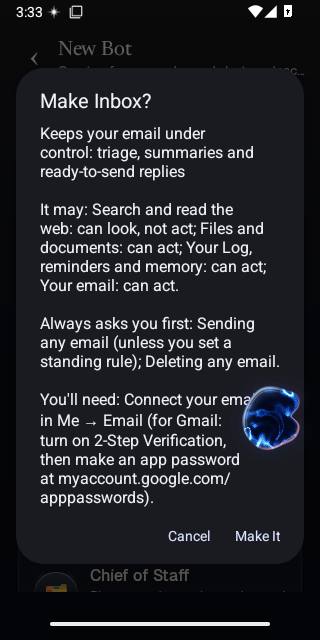 3:33
New Bot
Make Inbox?
Keeps your email under
control: triage, summaries and
ready-to-send replies
It may: Search and read the
web: can look, not act; Files and
documents: can act; Your Log,
reminders and memory: can act;
Your email: can act.
Always asks you first: Sending
any email (unless you set a
standing rule); Deleting any email.
You'll need: Connect your
in Me → Email (for Gmail:
turn on 2-Step Verification,
then make an app password
at myaccount.google.com/
apppasswords).
Cancel
Make It
Chief of Staff